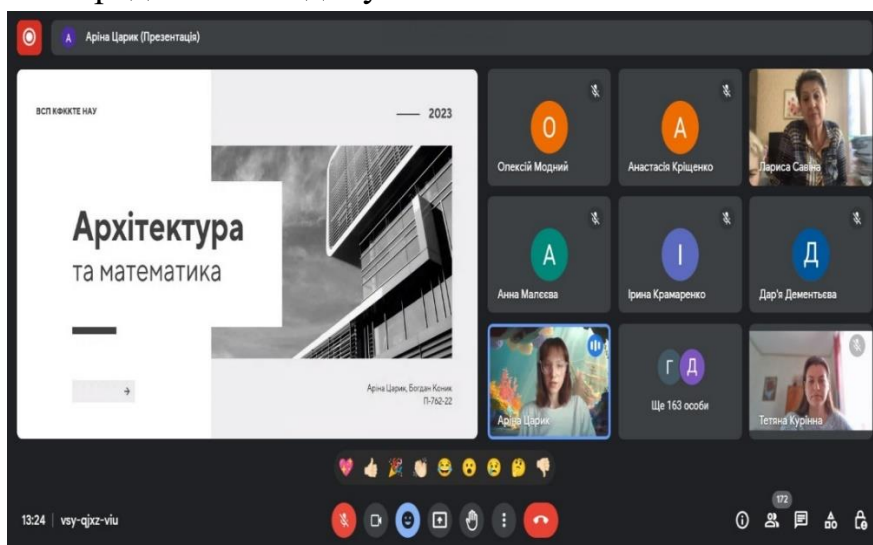 А Аріна Царик (Презентація)
ВСП КФККТЕ НАУ
2023
Архітектура
та математика
Аріна Царик, Богдан Коник
П-762-22
О
Олексій Модний
А
Анастасія Кріщенко
Лариса Савіна
А
Анна Малєєва
І
Ірина Крамаренко
Д
Дар'я Дементьєва
Аріна Царик
Г Д
Ще 163 особи
Тетяна Курінна
13:24 | vsy-qjxz-viu
172